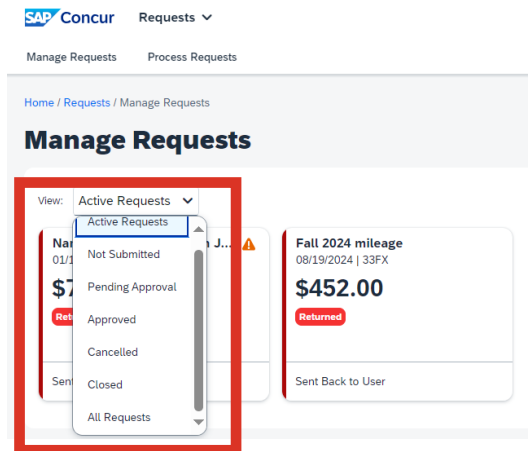 SAP Concur Requests
Manage Requests Process Requests
Home / Requests / Manage Requests
Manage Requests
View: Active Requests
Active Requests
Not Submitted
Pending Approval
Approved
Cancelled
Closed
All Requests
J...
Fall 2024 mileage
08/19/2024 | 33FX
$452.00
Returned
Sent Back to User